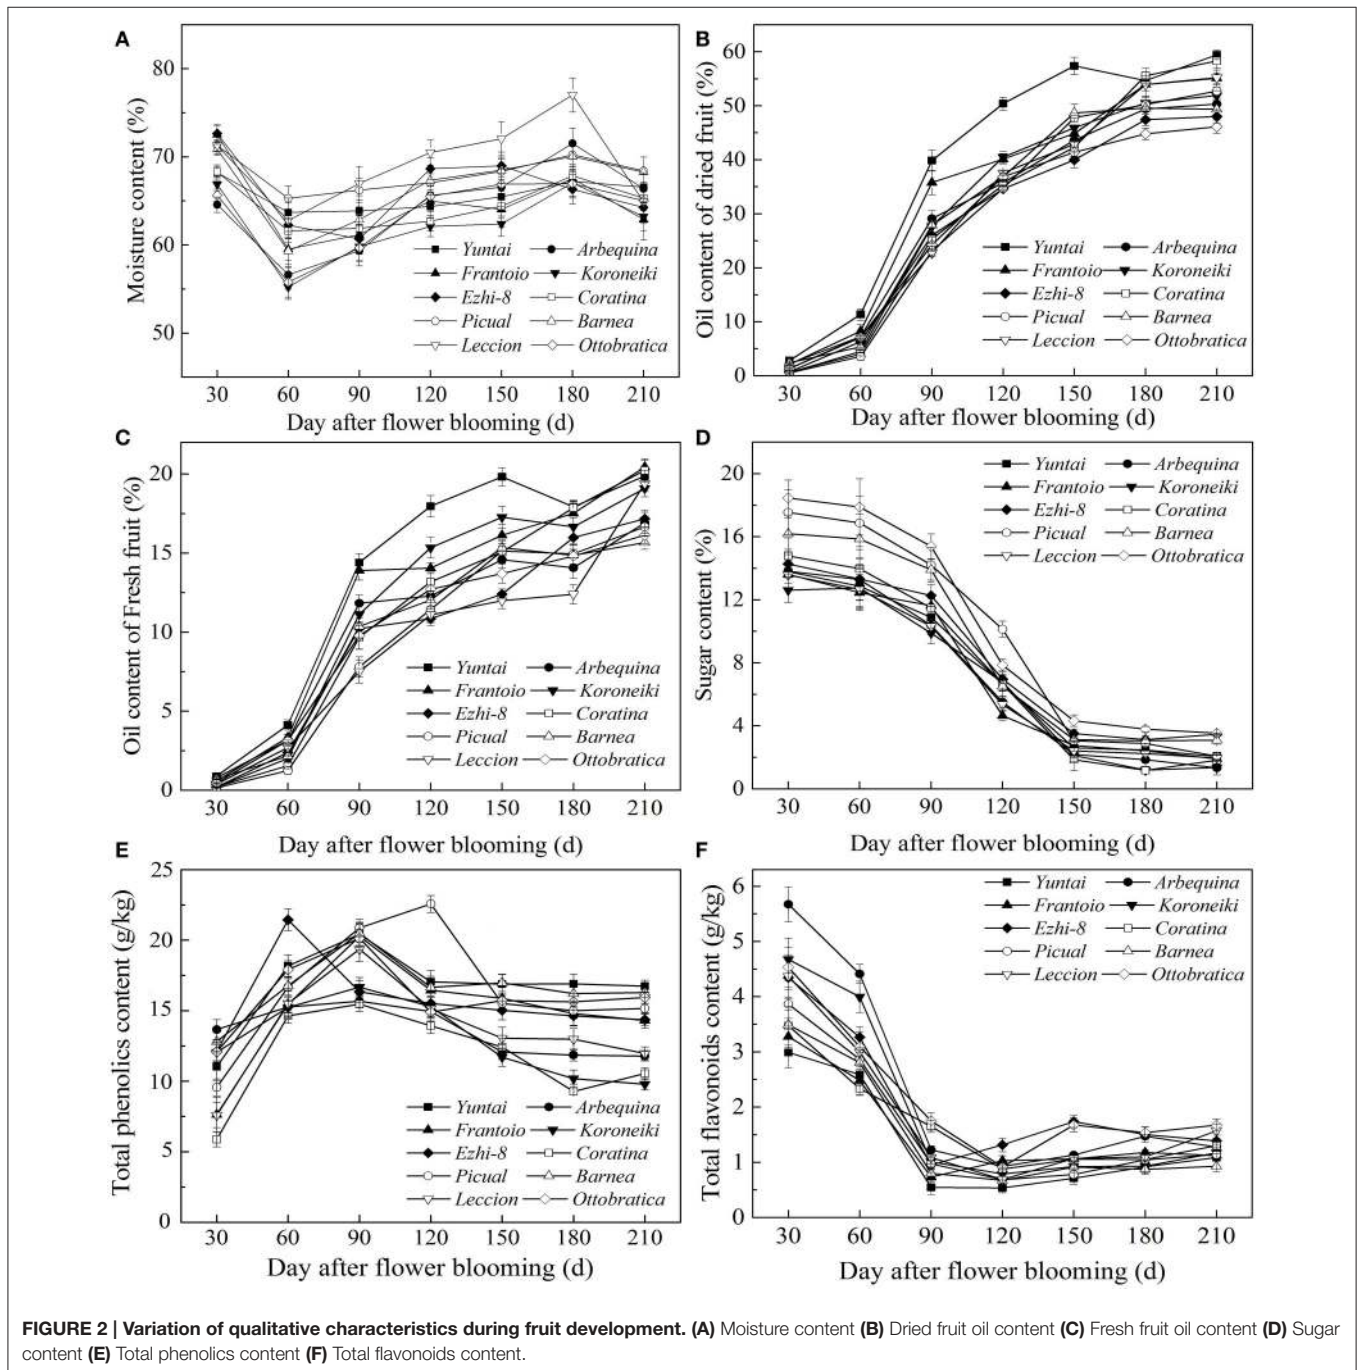 A
80
70
60
50
Moisture content (%)
Yuntai Arbequina
Frantoio Koroneiki
Ezhi-8 Coratina
Picual Barnea
Leccion Ottobratica
30 60 90 120 150 180 210
Day after flower blooming (d)
B
60
50
40
30
20
10
0
Oil content of dried fruit (%)
Yuntai Arbequina
Frantoio Koroneiki
Ezhi-8 Coratina
Picual Barnea
Leccion Ottobratica
30 60 90 120 150 180 210
Day after flower blooming (d)
C
20
15
10
5
0
Oil content of Fresh fruit (%)
Yuntai Arbequina
Frantoio Koroneiki
Ezhi-8 Coratina
Picual Barnea
Leccion Ottobratica
30 60 90 120 150 180 210
Day after flower blooming (d)
D
20
16
12
8
4
0
Sugar content (%)
Yuntai Arbequina
Frantoio Koroneiki
Ezhi-8 Coratina
Picual Barnea
Leccion Ottobratica
30 60 90 120 150 180 210
Day after flower blooming (d)
E
25
20
15
10
5
0
Total phenolics content (g/kg)
Yuntai Arbequina
Frantoio Koroneiki
Ezhi-8 Coratina
Picual Barnea
Leccion Ottobratica
30 60 90 120 150 180 210
Day after flower blooming (d)
F
6
5
4
3
2
1
0
Total flavonoids content (g/kg)
Yuntai Arbequina
Frantoio Koroneiki
Ezhi-8 Coratina
Picual Barnea
Leccion Ottobratica
30 60 90 120 150 180 210
Day after flower blooming (d)
FIGURE 2 | Variation of qualitative characteristics during fruit development. (A) Moisture content (B) Dried fruit oil content (C) Fresh fruit oil content (D) Sugar
content (E) Total phenolics content (F) Total flavonoids content.